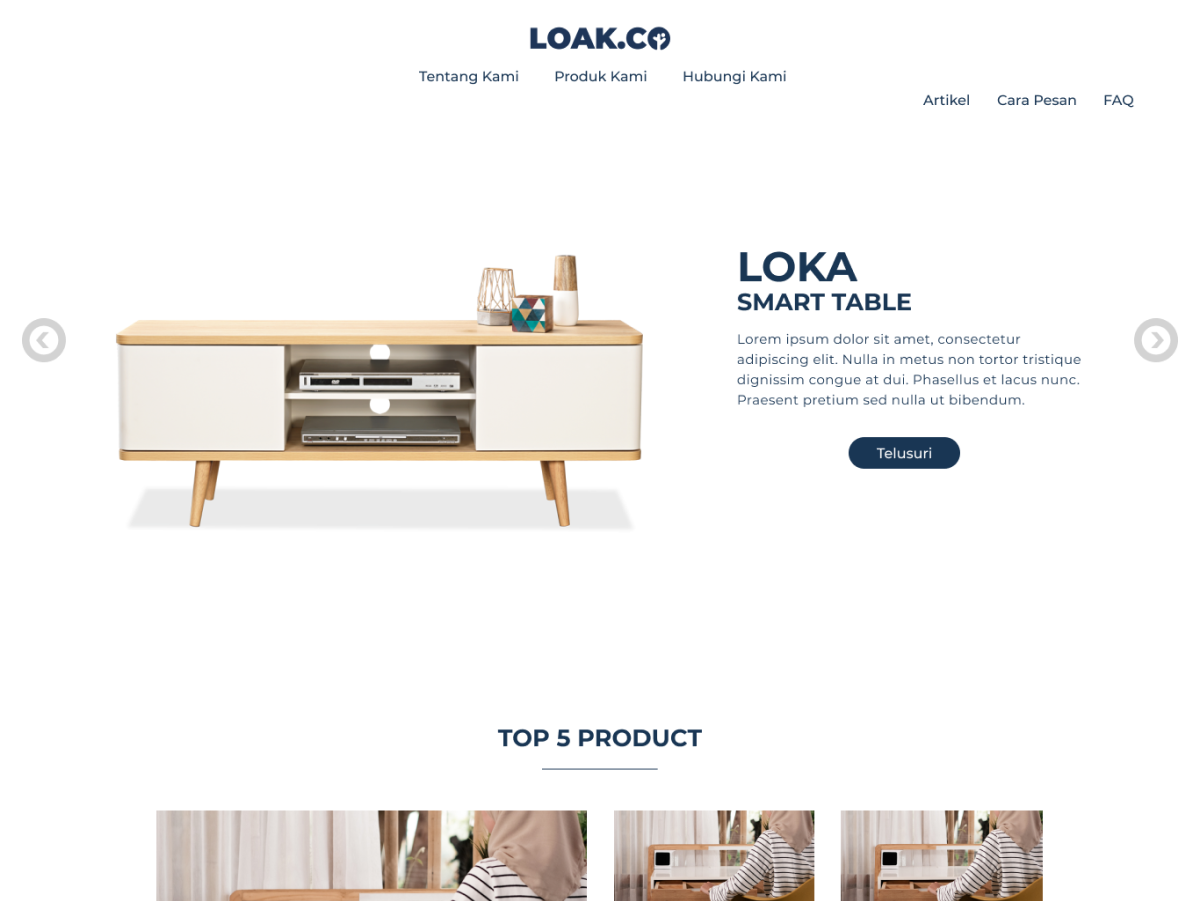 LOAK.CO
Tentang Kami Produk Kami Hubungi Kami
Artikel Cara Pesan FAQ
LOKA
SMART TABLE
Lorem ipsum dolor sit amet, consectetur
adipiscing elit. Nulla in metus non tortor tristique
dignissim congue at dui. Phasellus et lacus nunc.
Praesent pretium sed nulla ut bibendum.
Telusuri
TOP 5 PRODUCT